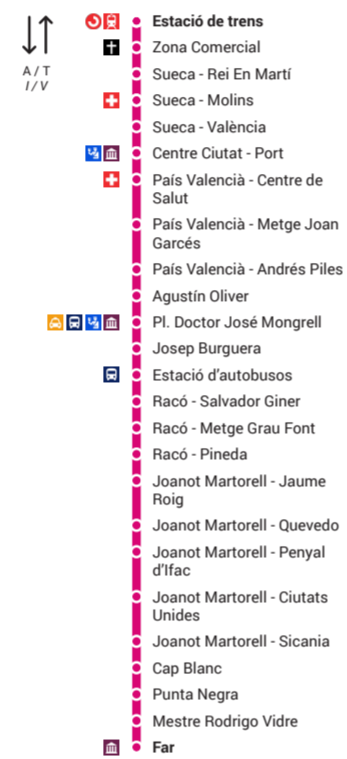 Estació de trens
Zona Comercial
Sueca - Rei En Martí
A / T
I / V
Sueca - Molins
Sueca - València
Centre Ciutat - Port
País Valencià - Centre de
Salut
País Valencià - Metge Joan
Garcés
País Valencià - Andrés Piles
Agustín Oliver
Pl. Doctor José Mongrell
Josep Burguera
Estació d'autobusos
Racó - Salvador Giner
Racó - Metge Grau Font
Racó - Pineda
Joanot Martorell - Jaume
Roig
Joanot Martorell - Quevedo
Joanot Martorell - Penyal
d'Ifac
Joanot Martorell - Ciutats
Unides
Joanot Martorell - Sicania
Cap Blanc
Punta Negra
Mestre Rodrigo Vidre
Far